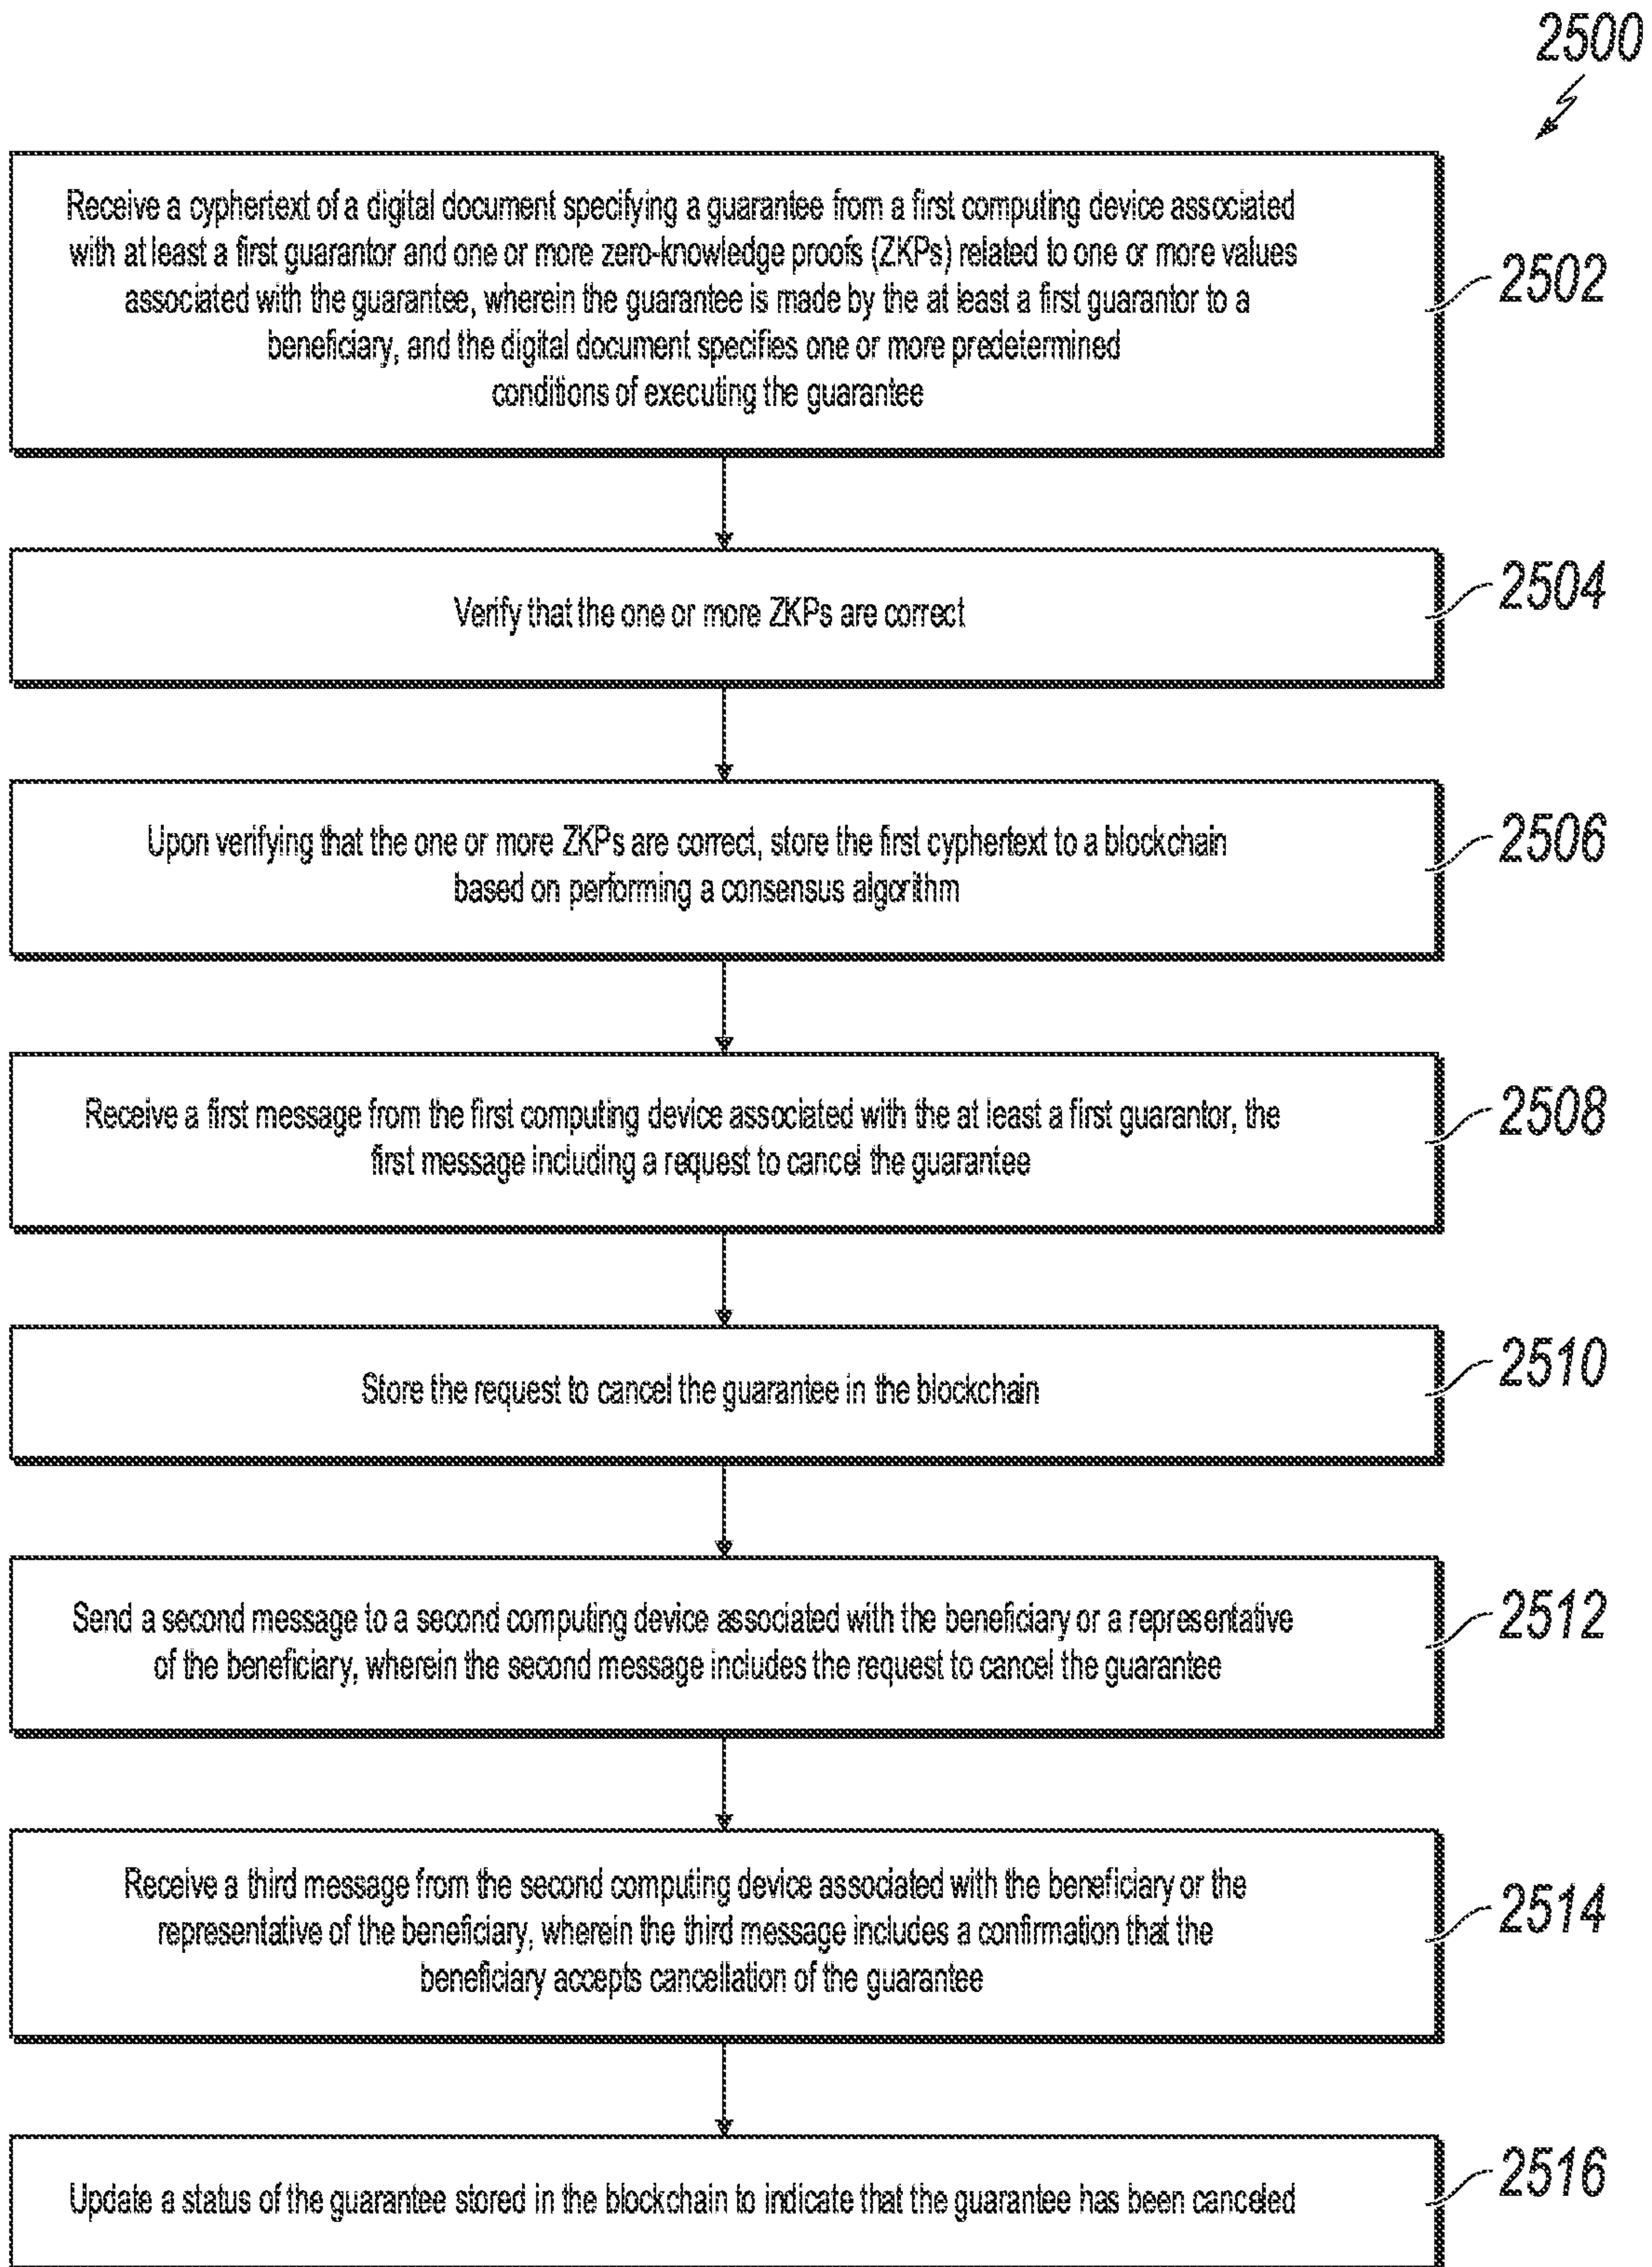 2500
Receive a cyphertext of a digital document specifying a guarantee from a first computing device associated
with at least a first guarantor and one or more zero-knowledge proofs (ZKPs) related to one or more values
associated with the guarantee, wherein the guarantee is made by the at least a first guarantor to a
beneficiary, and the digital document specifies one or more predetermined
conditions of executing the guarantee
2502
Verify that the one or more ZKPs are correct
2504
Upon verifying that the one or more ZKPs are correct, store the first cyphertext to a blockchain
based on performing a consensus algorithm
2506
Receive a first message from the first computing device associated with the at least a first guarantor, the
first message including a request to cancel the guarantee
2508
Store the request to cancel the guarantee in the blockchain
2510
Send a second message to a second computing device associated with the beneficiary or a representative
of the beneficiary, wherein the second message includes the request to cancel the guarantee
2512
Receive a third message from the second computing device associated with the beneficiary or the
representative of the beneficiary, wherein the third message includes a confirmation that the
beneficiary accepts cancellation of the guarantee
2514
Update a status of the guarantee stored in the blockchain to indicate that the guarantee has been canceled
2516